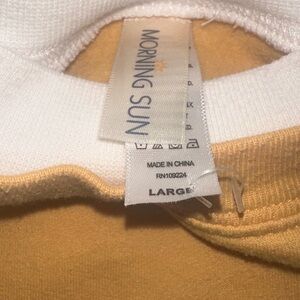 MORNING SUN
MADE IN CHINA
RN109224
LARGE